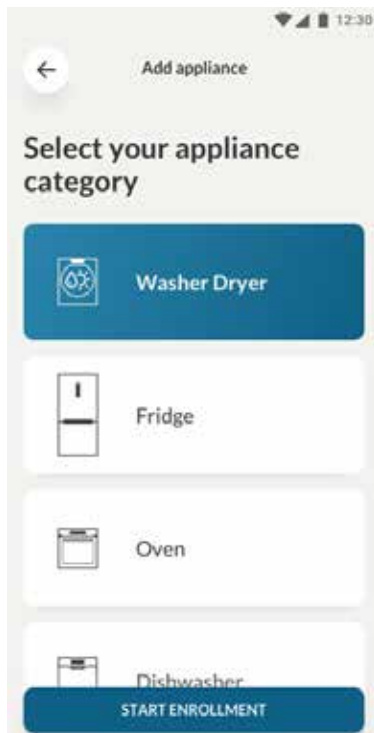 12:30
Add appliance
Select your appliance
category
Washer Dryer
Fridge
Oven
Dishwasher
START ENROLLMENT